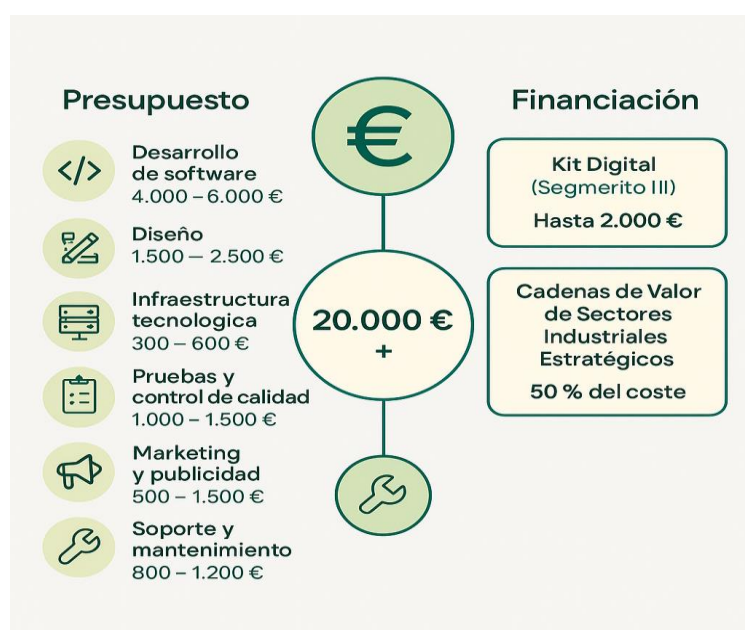 Presupuesto
</>
Desarrollo
de software
4.000 – 6.000 €
Diseño
1.500 — 2.500 €
Infraestructura
tecnologica
300 – 600 €
Pruebas y
control de calidad
1.000 – 1.500 €
Marketing
y publicidad
500 – 1.500 €
Soporte y
mantenimiento
800 – 1.200 €
€
20.000 €
+
Financiación
Kit Digital
(Segmerito III)
Hasta 2.000 €
Cadenas de Valor
de Sectores
Industriales
Estratégicos
50 % del coste